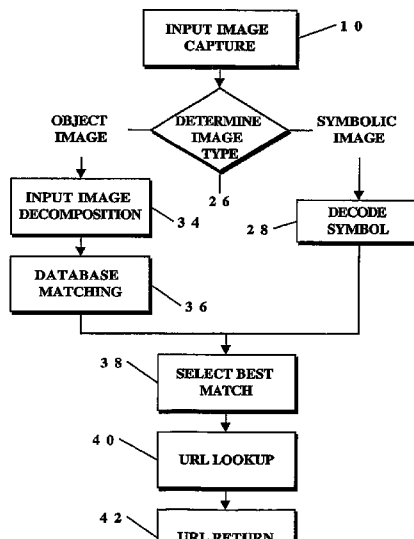 INPUT IMAGE
CAPTURE
10
OBJECT
IMAGE
DETERMINE
IMAGE
TYPE
SYMBOLIC
IMAGE
26
INPUT IMAGE
DECOMPOSITION
34
28
DECODE
SYMBOL
DATABASE
MATCHING
36
38
SELECT BEST
MATCH
40
URL LOOKUP
42
URL RETURN